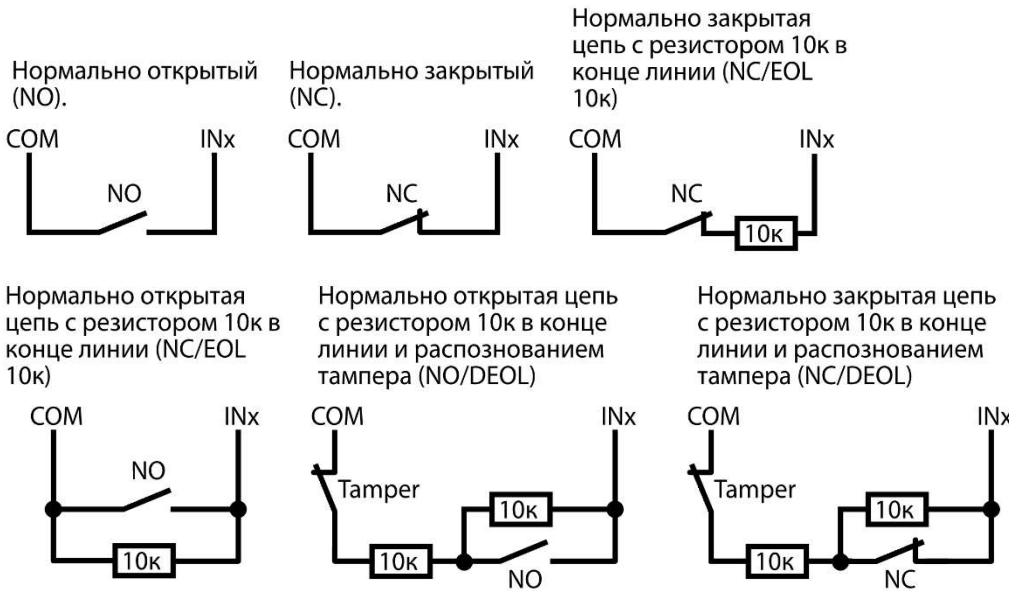 Нормально открытый
(NO).
COM
INx
NO
Нормально закрытый
(NC).
COM
INx
NC
Нормально закрытая
цепь с резистором 10к в
конце линии (NC/EOL
10к)
COM
INx
NC
10к
Нормально открытая
цепь с резистором 10к в
конце линии (NC/EOL
10к)
COM
INx
NO
10к
Нормально открытая цепь
с резистором 10к в конце
линии и распознованием
тампера (NO/DEOL)
COM
INx
Tamper
10к
10к
NO
Нормально закрытая цепь
с резистором 10к в конце
линии и распознованием
тампера (NC/DEOL)
COM
INx
Tamper
10к
10к
NC